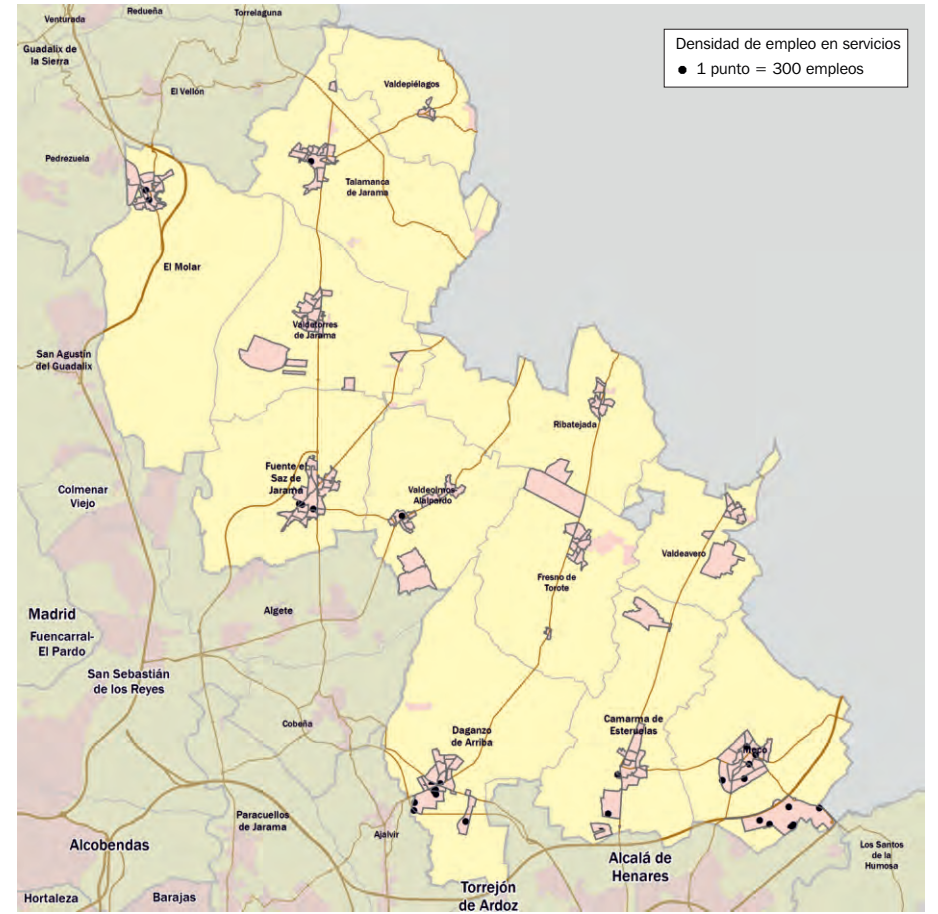 Redueña
Torrelaguna
Venturada
Guadalix de
la Sierra
Densidad de empleo en servicios
1 punto = 300 empleos
El Vellón
Valdepiélagos
Pedrezuela
Talamanca
de Jarama
El Molar
Valdetorres
de Jarama
San Agustín
del Guadalix
Ribatejada
Fuente el
Saz de
Jarama
Colmenar
Viejo
Valdeolmos
Alalpardo
Valdeavero
Fresno de
Torote
Algete
Madrid
Fuencarral-
El Pardo
San Sebastián
de los Reyes
Cobeña
Daganzo
de Arriba
Camarma de
Esteruelas
Meco
Paracuellos
de Jarama
Ajalvir
Alcobendas
Los Santos
de la
Humosa
Alcalá de
Henares
Torrejón
de Ardoz
Hortaleza
Barajas